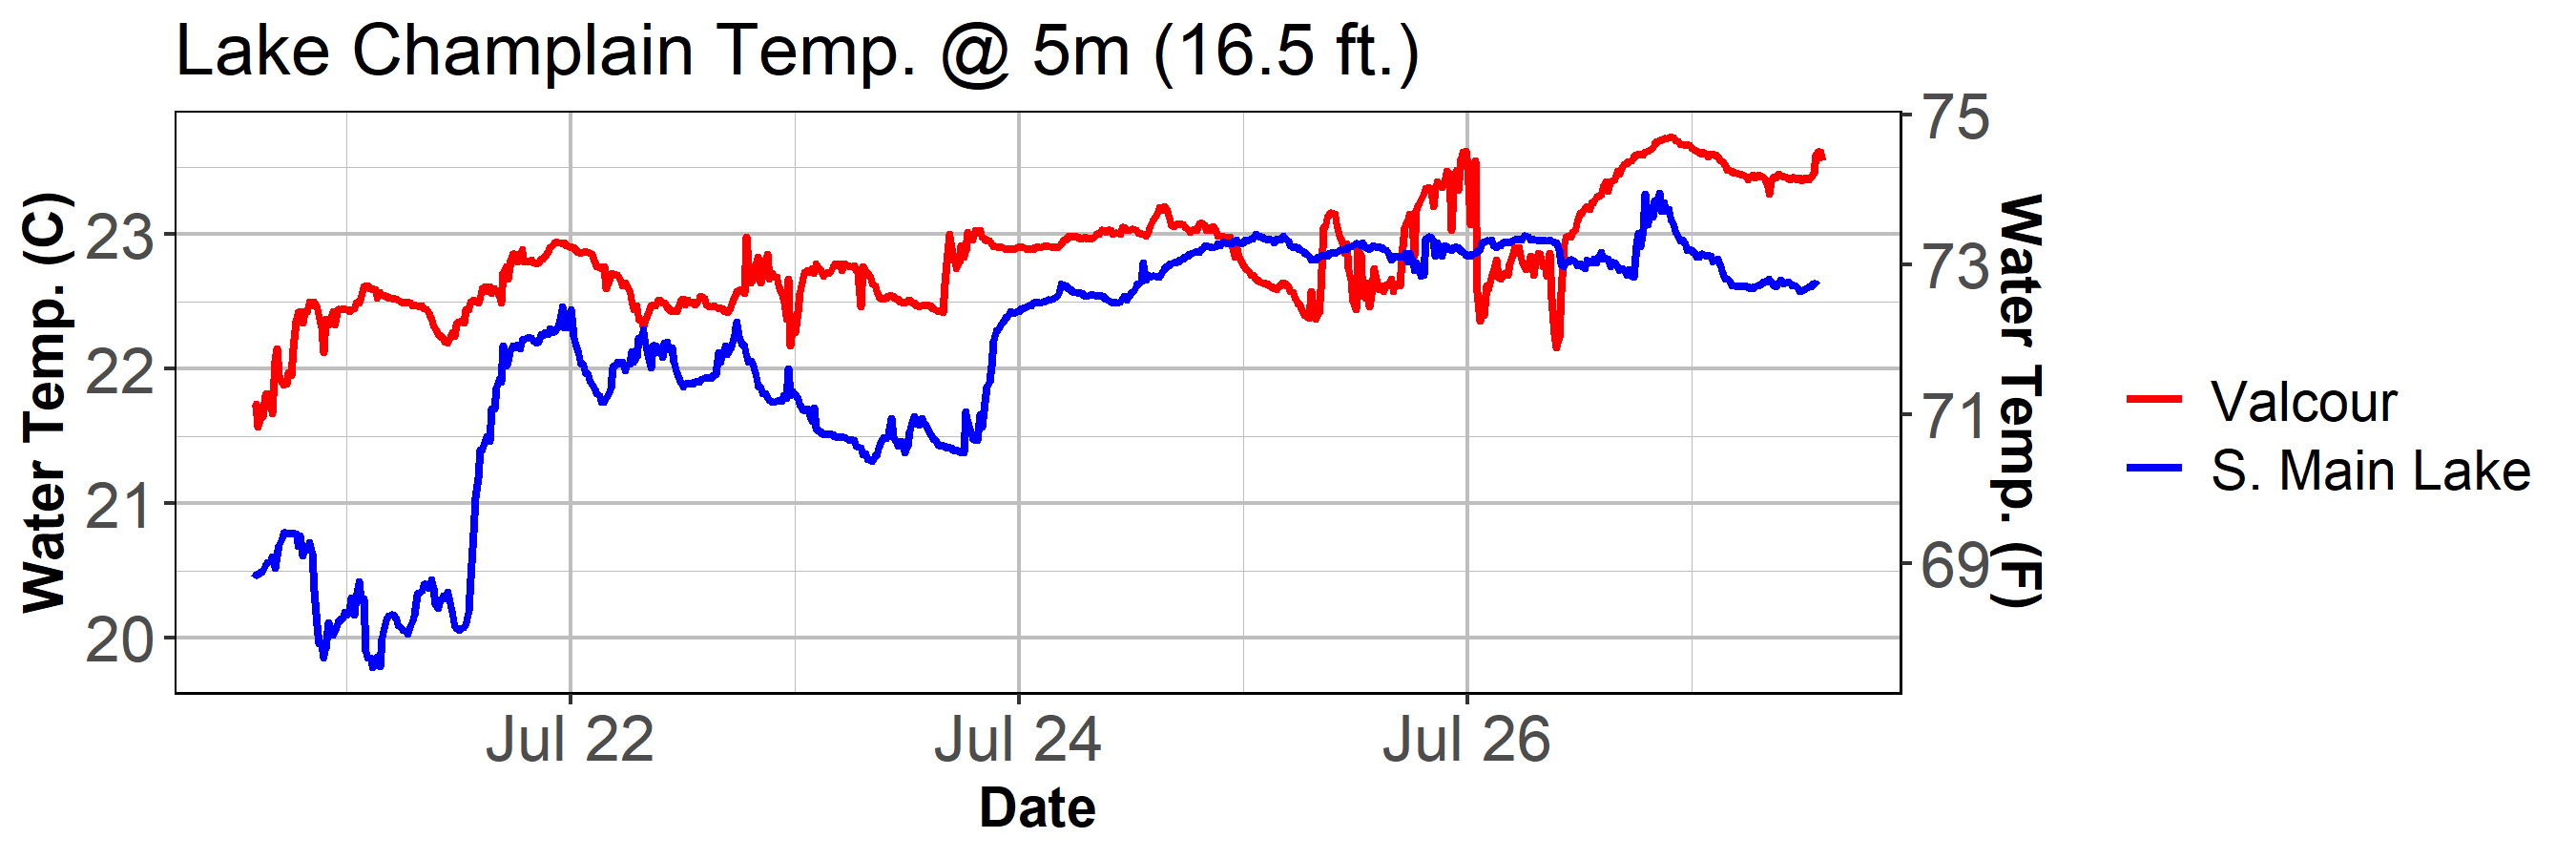 Lake Champlain Temp. @ 5m (16.5 ft.)
Water Temp. (C)
23
22
21
20
75
73
71
69
Water Temp. (F)
Jul 22
Jul 24
Jul 26
Date
Valcour
S. Main Lake